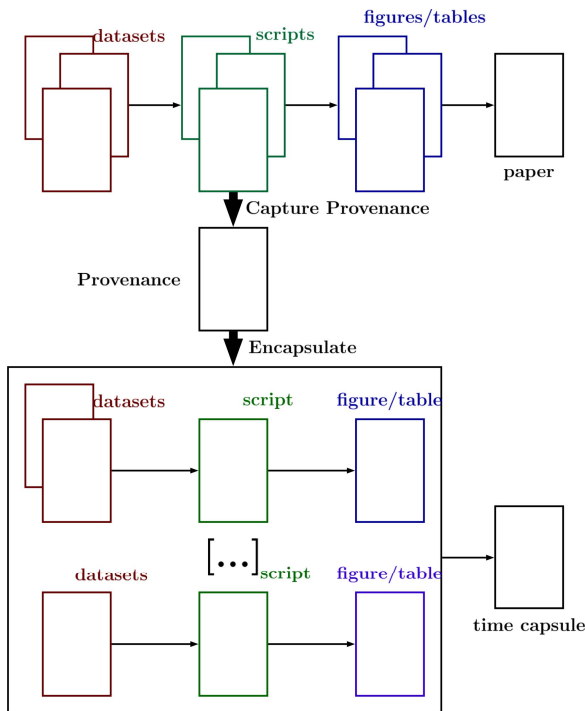 figures/tables
datasets
scripts
paper
Capture Provenance
Provenance
Encapsulate
datasets
script
figure/table
[...]
datasets
script
figure/table
time capsule